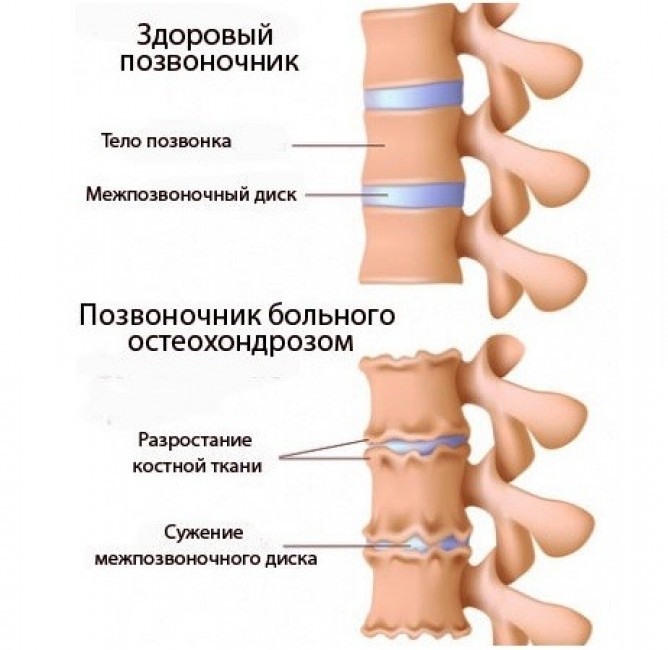 Здоровый
позвоночник
Тело позвонка
Межпозвоночный диск
Позвоночник больного
остеохондрозом
Разростание
костной ткани
Сужение
межпозвоночного диска